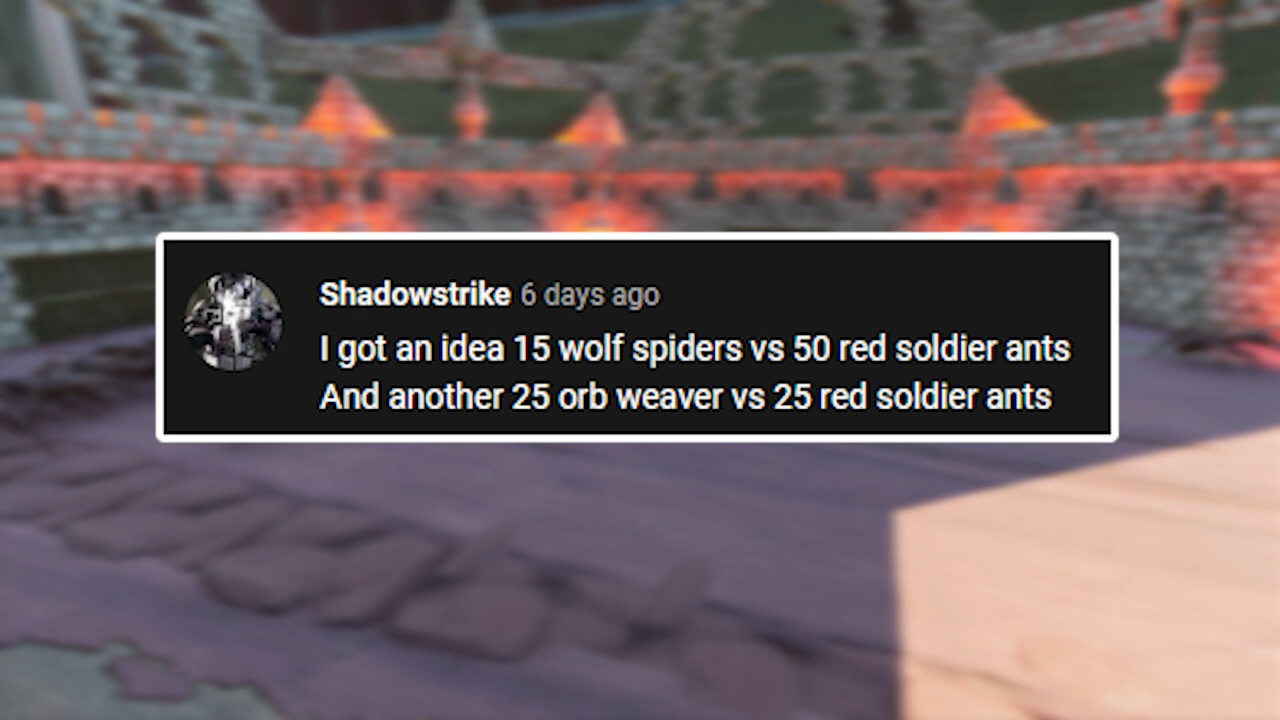 Shadowstrike 6 days ago
I got an idea 15 wolf spiders vs 50 red soldier ants
And another 25 orb weaver vs 25 red soldier ants